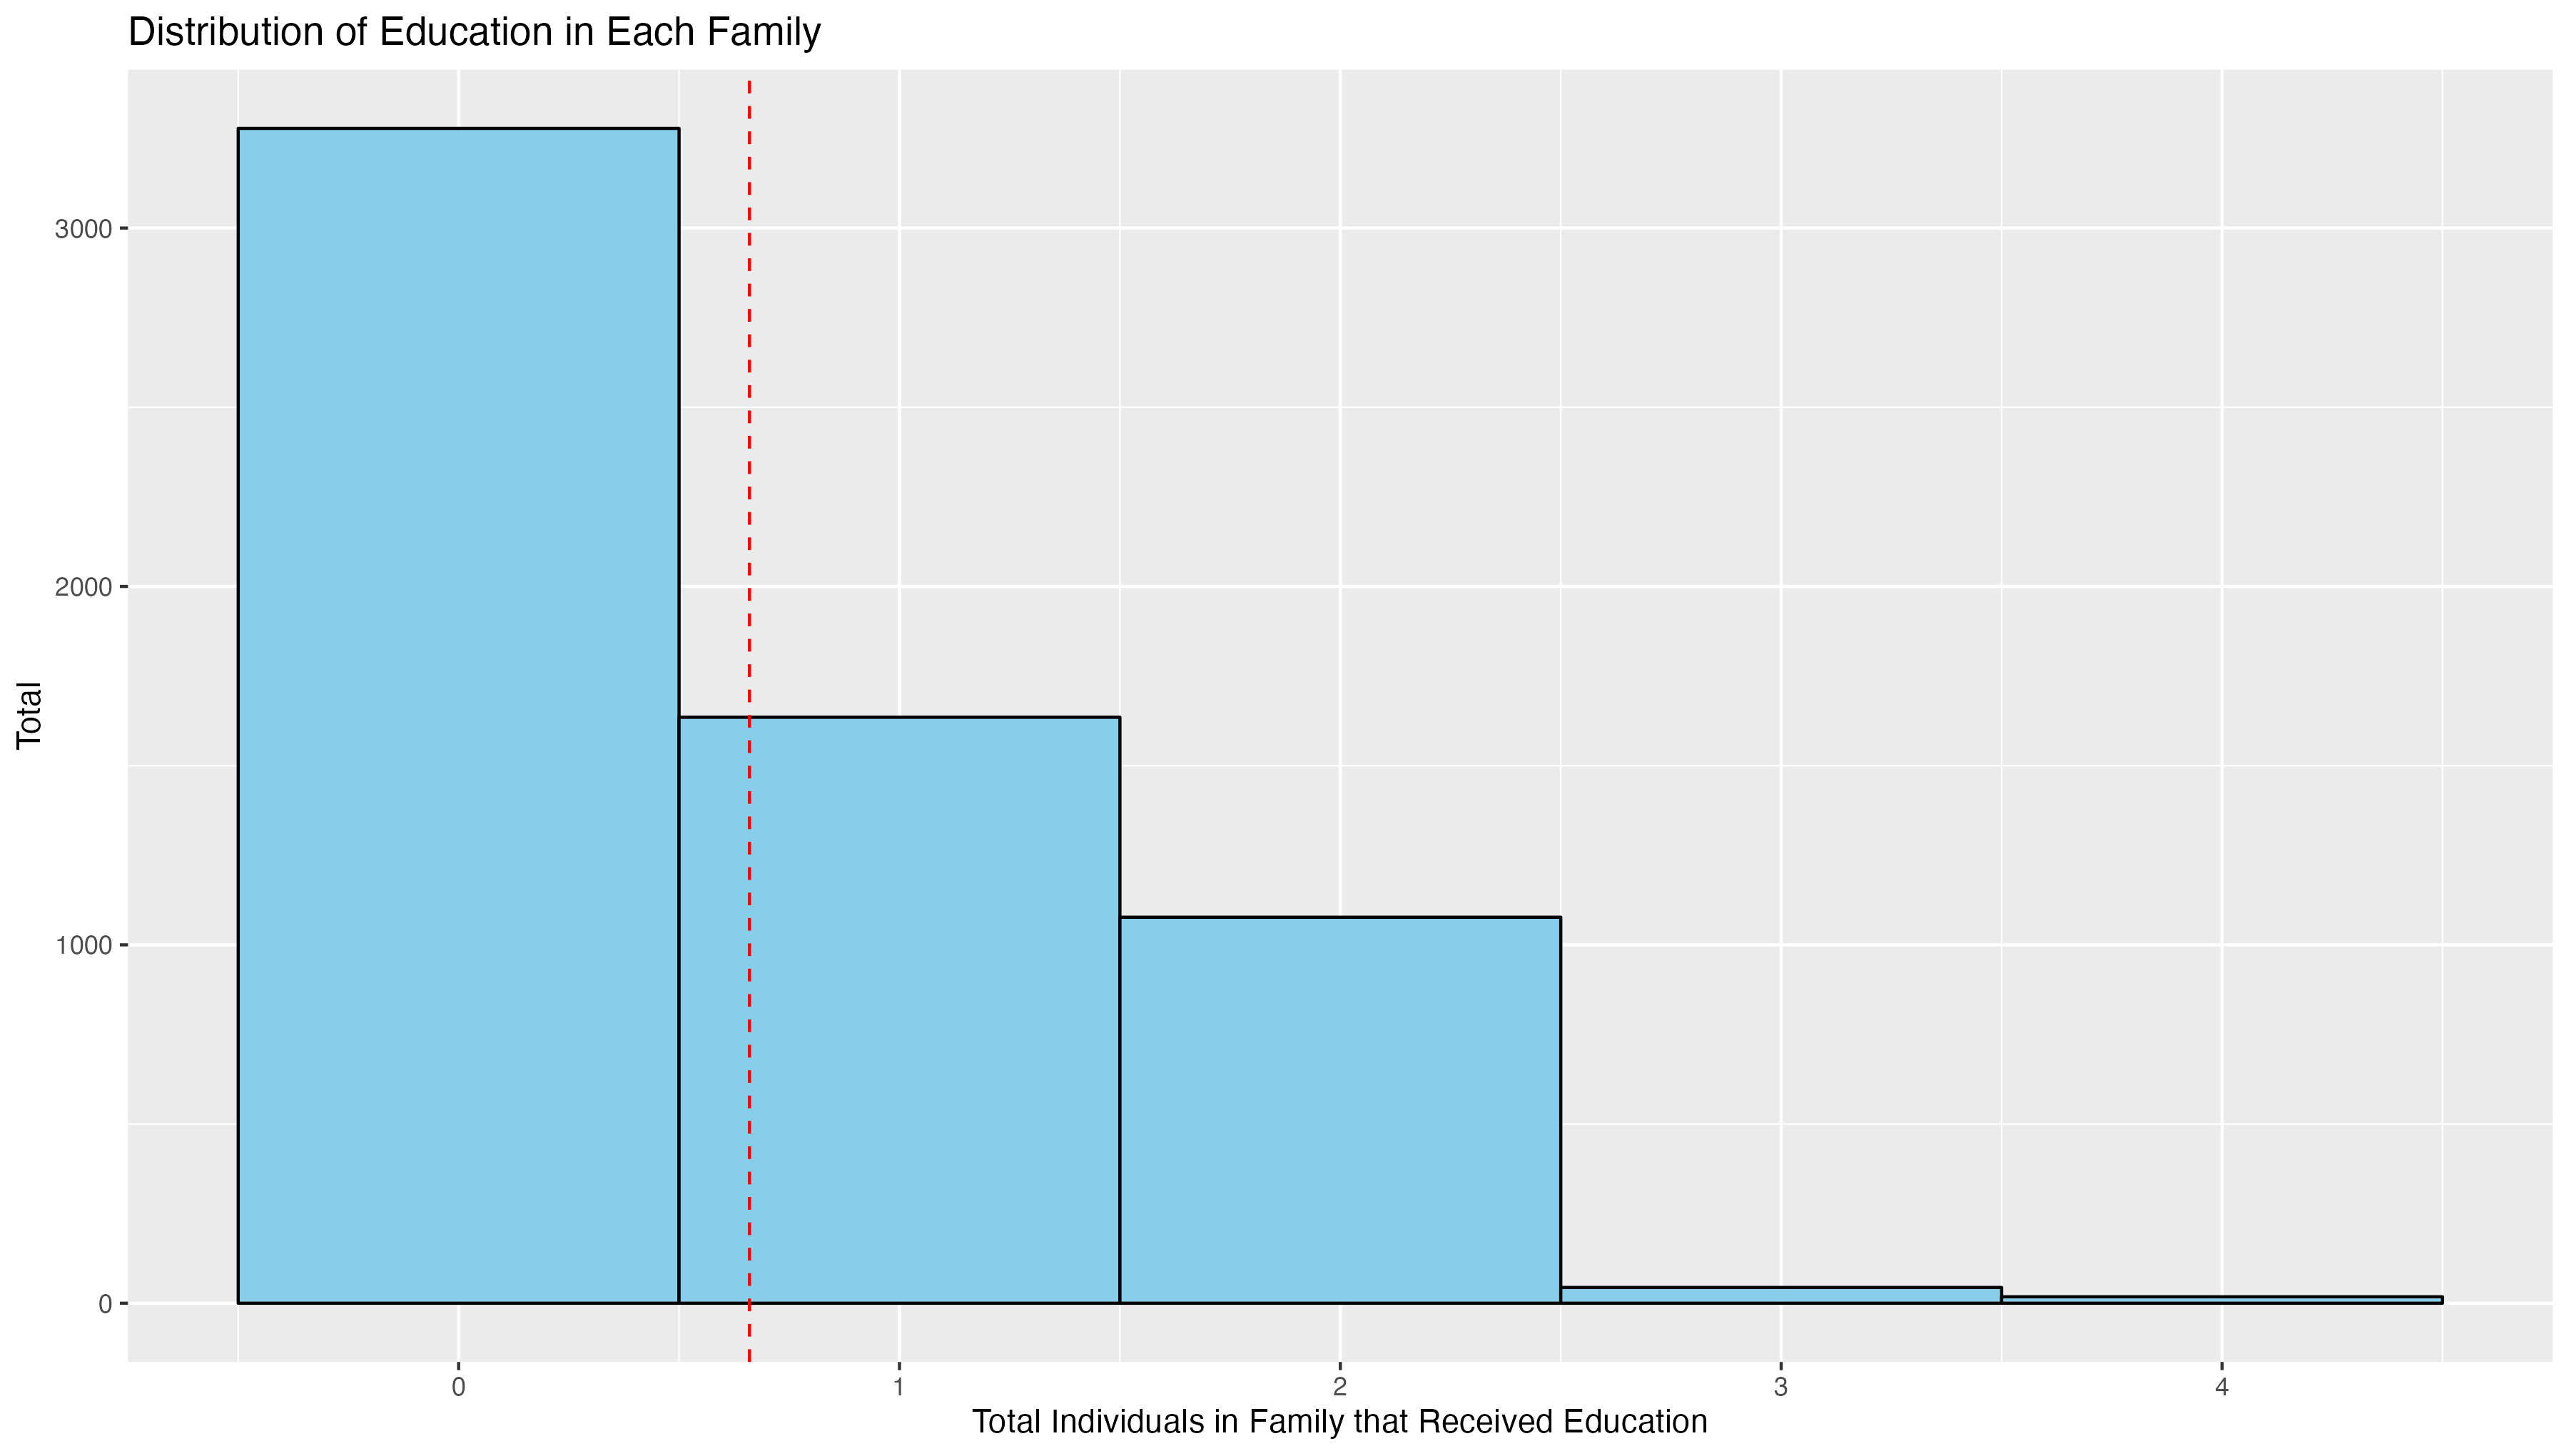 Distribution of Education in Each Family
3000
2000
1000
0
Total
0 1 2 3 4
Total Individuals in Family that Received Education